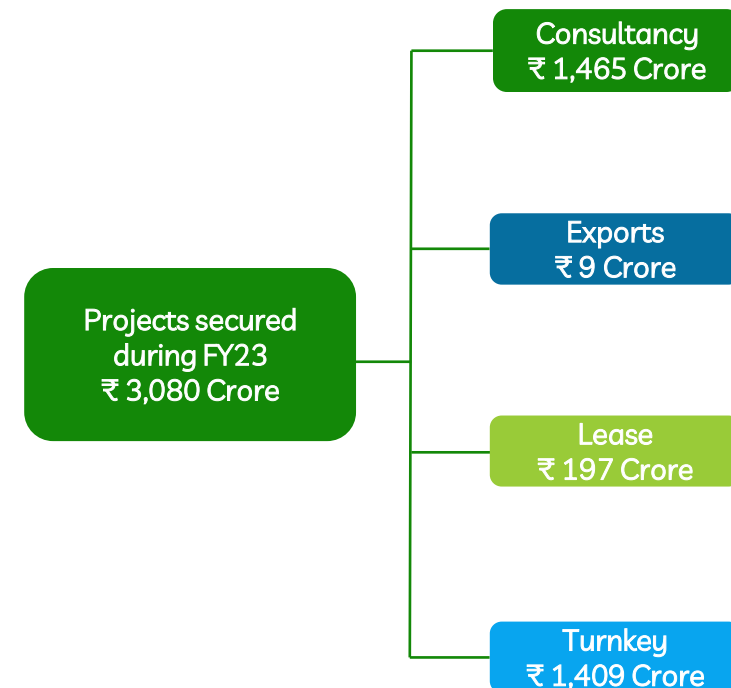 Consultancy
₹ 1,465 Crore
Exports
₹ 9 Crore
Projects secured
during FY23
₹ 3,080 Crore
Lease
₹ 197 Crore
Turnkey
₹ 1,409 Crore